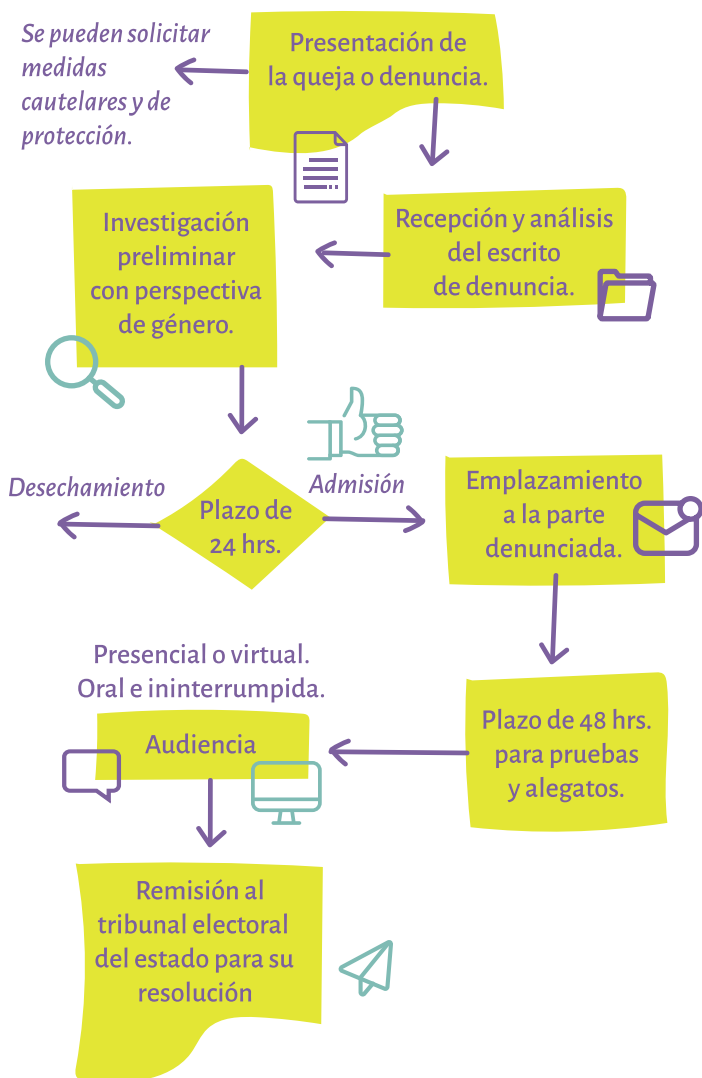 Se pueden solicitar
medidas
cautelares y de
protección.
Presentación de
la queja o denuncia.
Recepción y análisis
del escrito
de denuncia.
Investigación
preliminar
con perspectiva
de género.
Desechamiento
Plazo de
24 hrs.
Admisión
Emplazamiento
a la parte
denunciada.
Plazo de 48 hrs.
para pruebas
y alegatos.
Presencial o virtual.
Oral e ininterrumpida.
Audiencia
Remisión al
tribunal electoral
del estado para su
resolución